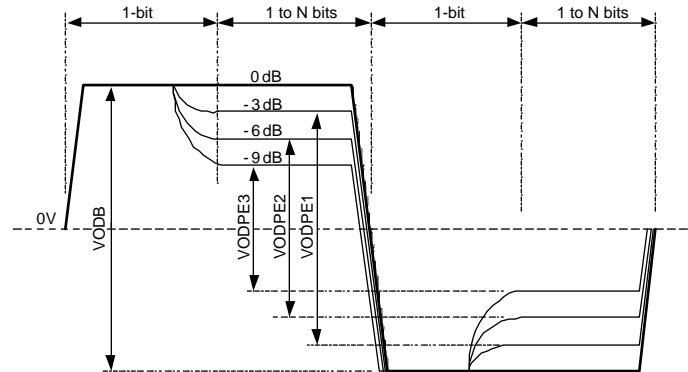 1-bit
1 to N bits
1-bit
1 to N bits
0 dB
- 3 dB
- 6 dB
- 9 dB
0V
VODB
VODPE3
VODPE2
VODPE1